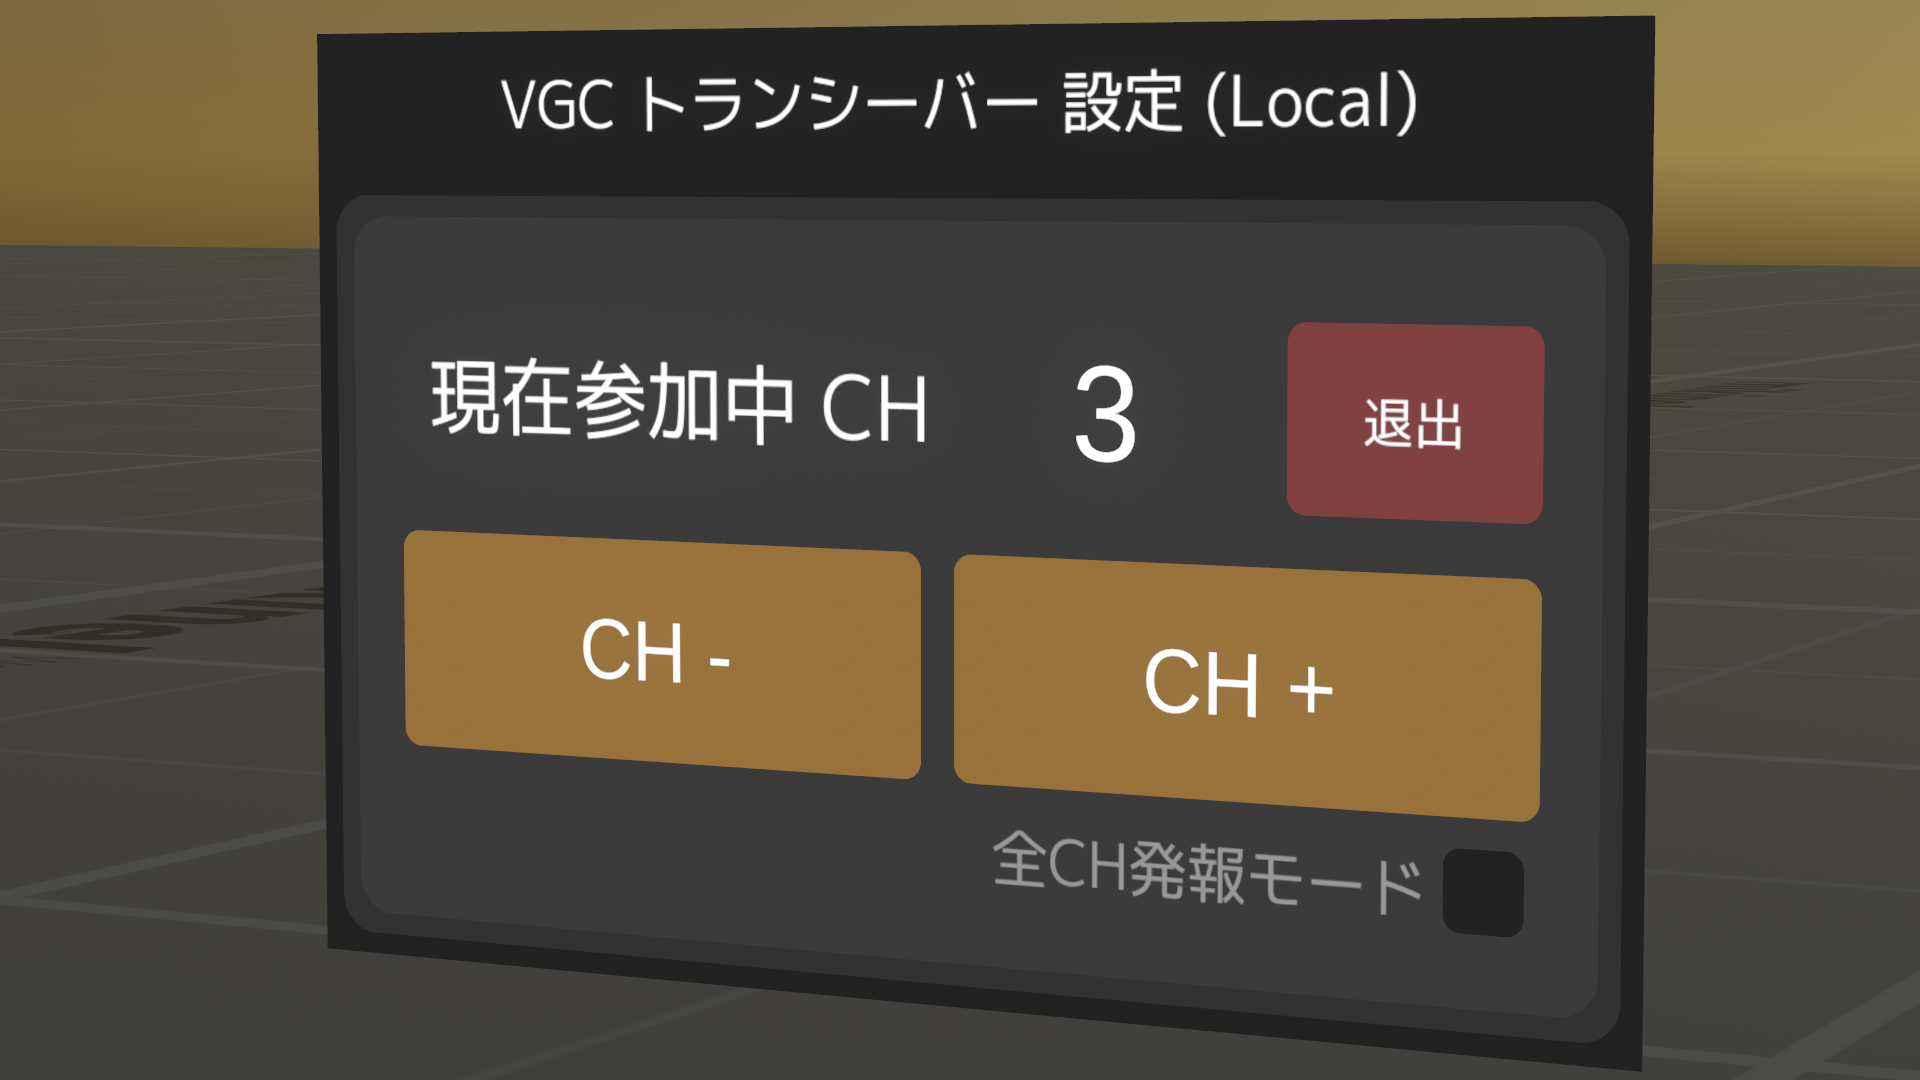 VGC トランシーバー 設定 (Local)
現在参加中 CH 3 退出
CH - CH +
全CH発報モード